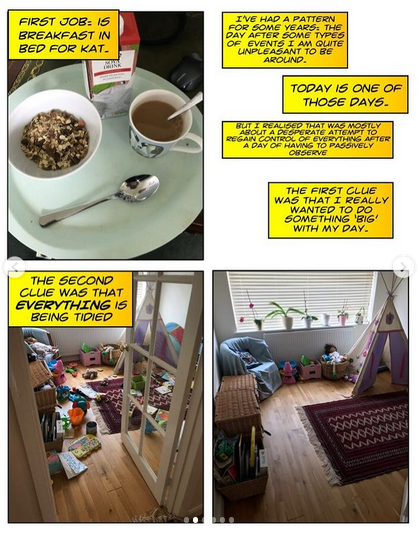 FIRST JOB: IS
BREAKFAST IN
BED FOR KAT..
SOYA
DRINK
I'VE HAD A PATTERN
FOR SOME YEARS: THE
DAY AFTER SOME TYPES
OF EVENTS I AM QUITE
UNPLEASANT TO BE
AROUND..
TODAY IS ONE OF
THOSE DAYS..
BUT I REALISED THAT WAS MOSTLY
ABOUT A DESPERATE ATTEMPT TO
REGAIN CONTROL OF EVERYTHING AFTER
A DAY OF HAVING TO PASSIVELY
OBSERVE
THE FIRST CLUE
WAS THAT I REALLY
WANTED TO DO
SOMETHING 'BIG'
WITH MY DAY..
THE SECOND
CLUE WAS THAT
EVERYTHING IS
BEING TIDIED